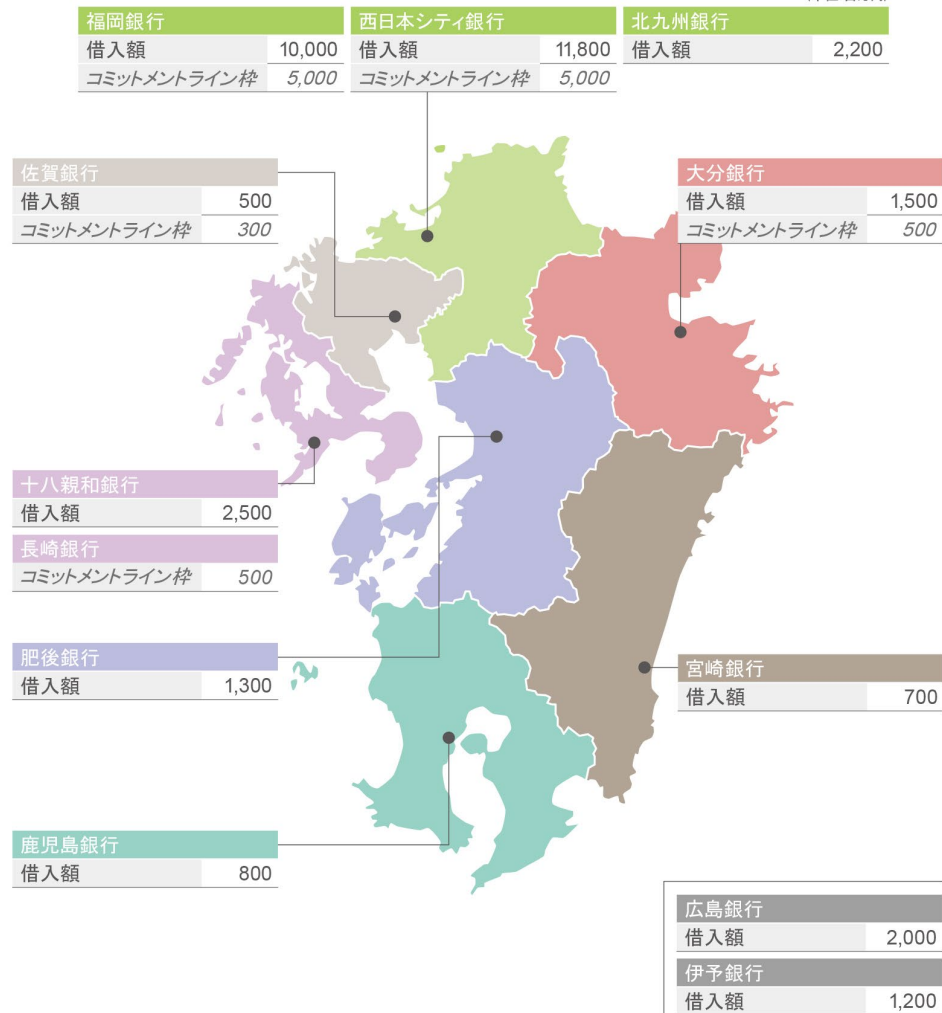 福岡銀行
借入額 10,000
コミットメントライン枠 5,000
西日本シティ銀行
借入額 11,800
コミットメントライン枠 5,000
北九州銀行
借入額 2,200
佐賀銀行
借入額 500
コミットメントライン枠 300
大分銀行
借入額 1,500
コミットメントライン枠 500
十八親和銀行
借入額 2,500
長崎銀行
コミットメントライン枠 500
肥後銀行
借入額 1,300
宮崎銀行
借入額 700
鹿児島銀行
借入額 800
広島銀行
借入額 2,000
伊予銀行
借入額 1,200